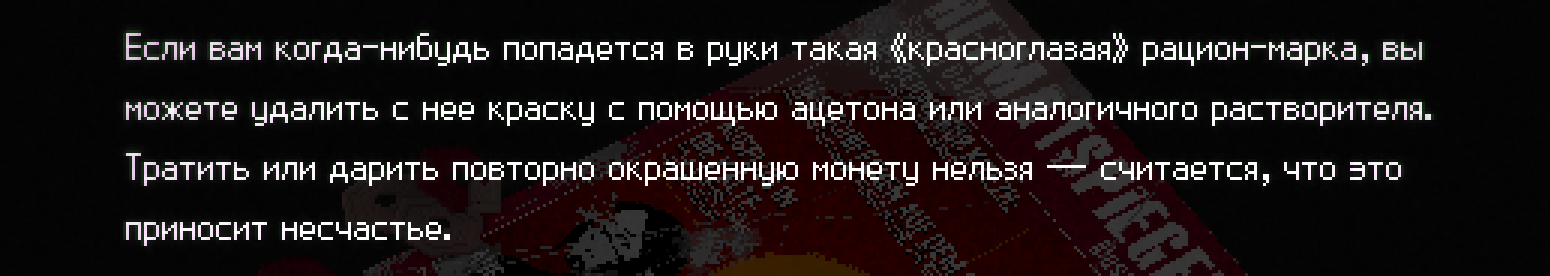 Если вам когда-нибудь попадется в руки такая «красноглазая» рацион-марка, вы
можете удалить с нее краску с помощью ацетона или аналогичного растворителя.
Тратить или дарить повторно окрашенную монету нельзя — считается, что это
приносит несчастье.